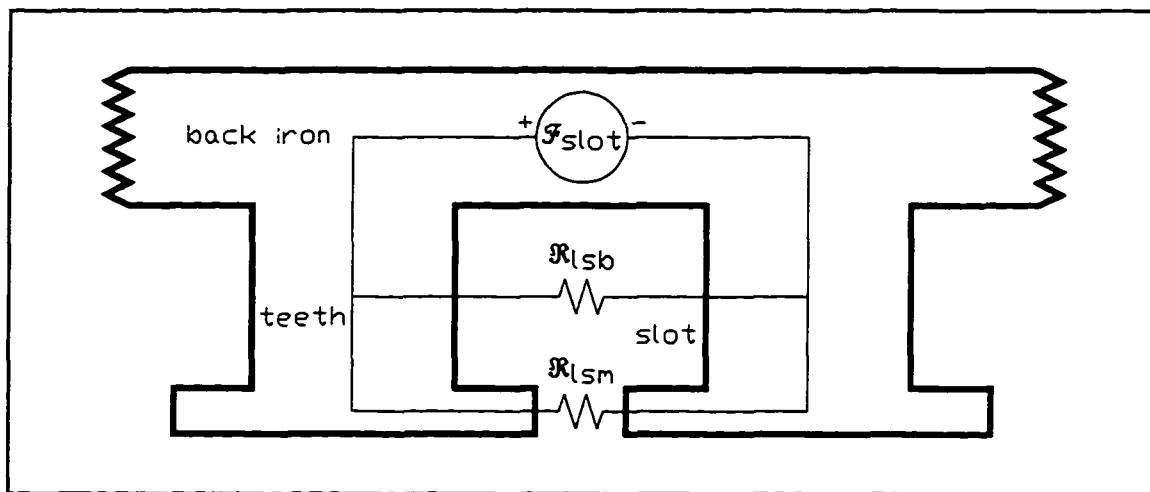 + ℱslot -
back iron
ℜlsb
teeth
slot
ℜlsm